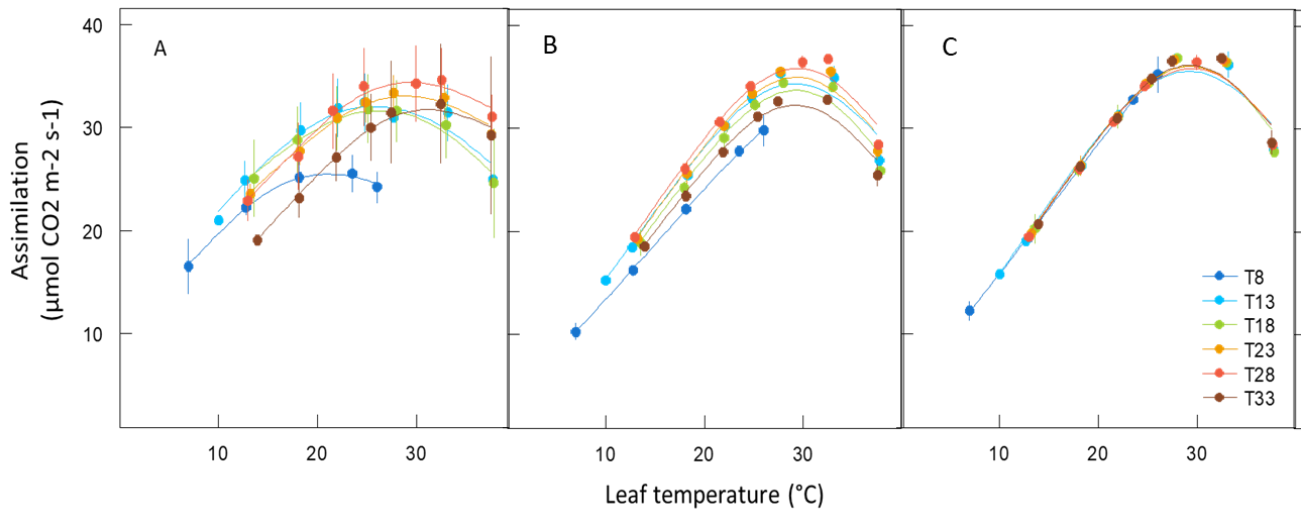 40
30
20
10
A
B
C
T8
T13
T18
T23
T28
T33
10 20 30
10 20 30
10 20 30
Assimilation
(µmol CO2 m-2 s-1)
Leaf temperature (°C)